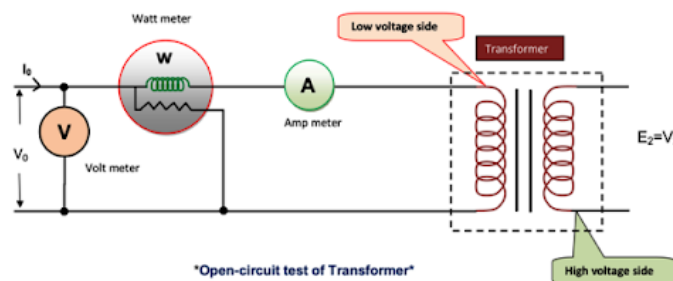 Watt meter
Low voltage side
Transformer
W
I₀
A
V
Amp meter
V₀
Volt meter
E₂=V
*Open-circuit test of Transformer*
High voltage side